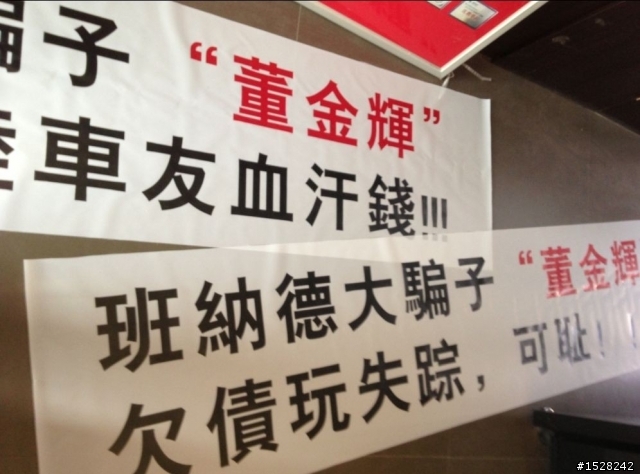 騙子 “董金輝”
車友血汗錢!!!
班納德大騙子 “董金輝
欠債玩失踪，可耻！！
#1528242